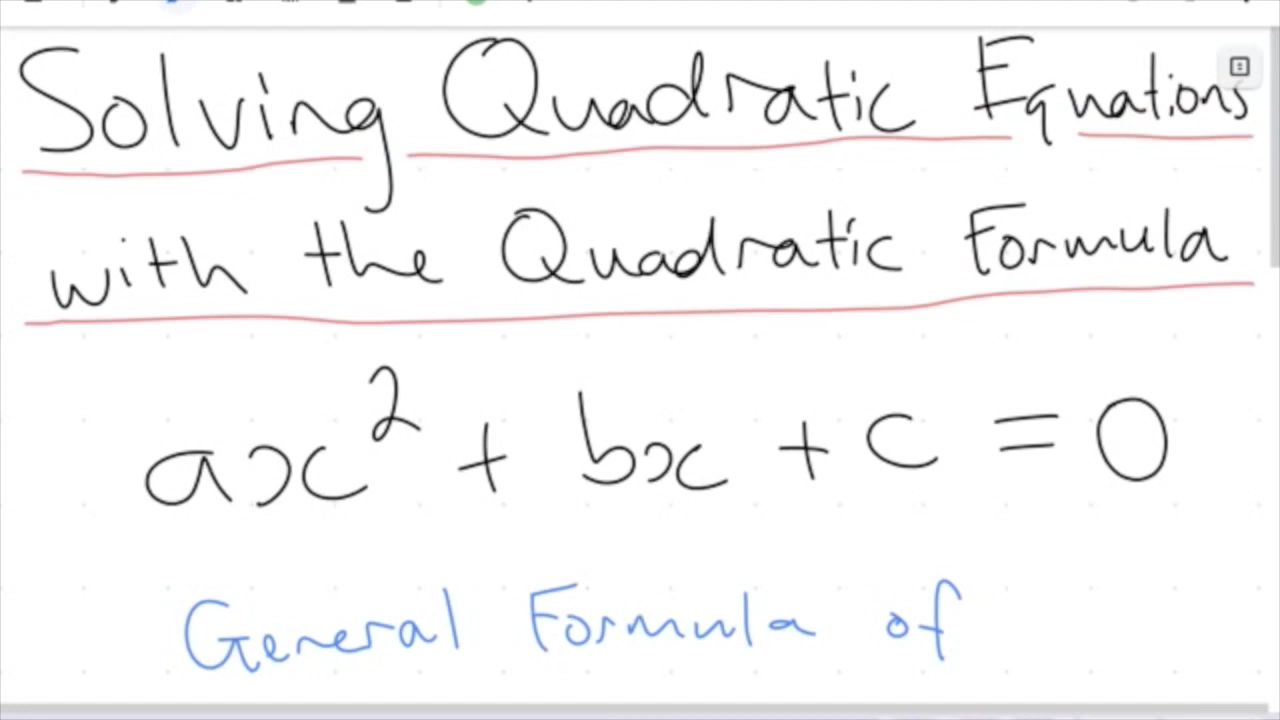 Solving Quadratic Equations
with the Quadratic Formula
ax² + bx + c = 0
General Formula of